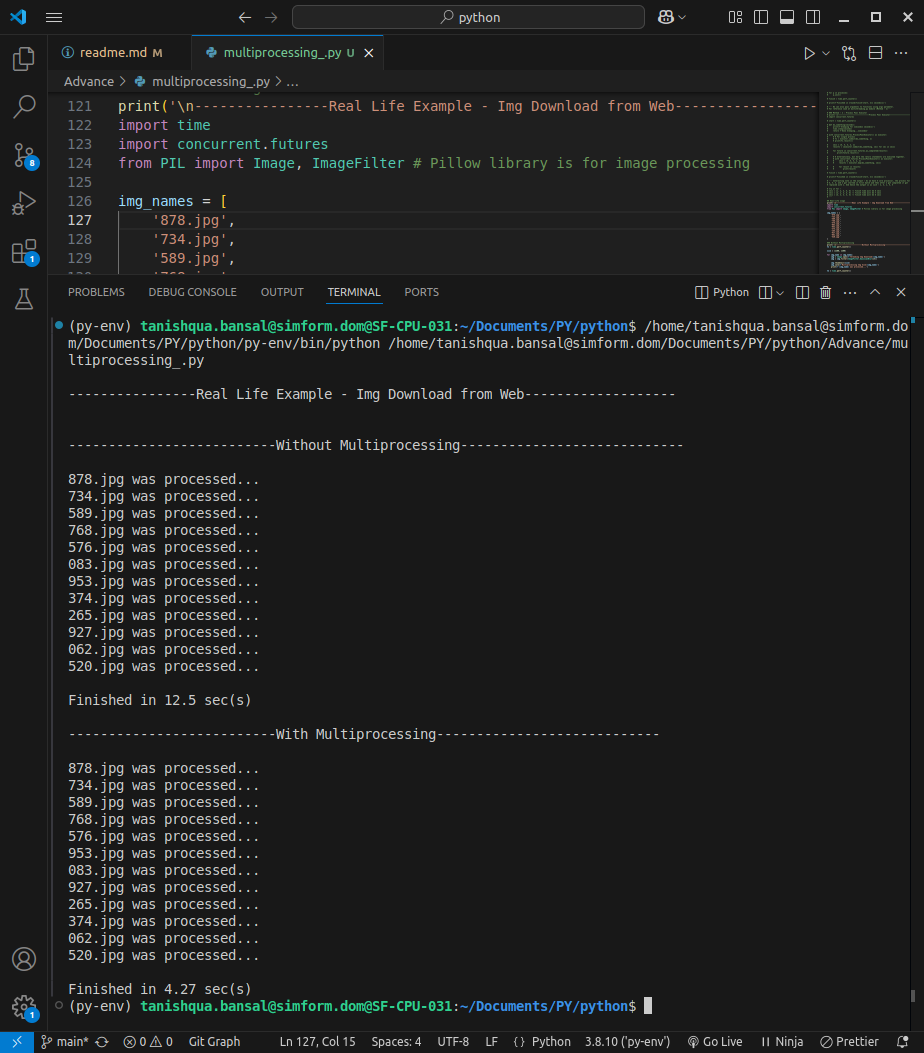 python
readme.md M
multiprocessing_.py U
Advance > multiprocessing_.py > ...
121 print('\n----------------Real Life Example - Img Download from Web-----------------
122 import time
123 import concurrent.futures
124 from PIL import Image, ImageFilter # Pillow library is for image processing
125
126 img_names = [
127 '878.jpg',
128 '734.jpg',
129 '589.jpg',
PROBLEMS DEBUG CONSOLE OUTPUT TERMINAL PORTS
Python
(py-env) tanishqua.bansal@simform.dom@SF-CPU-031:~/Documents/PY/python$ /home/tanishqua.bansal@simform.do
m/Documents/PY/python/py-env/bin/python /home/tanishqua.bansal@simform.dom/Documents/PY/python/Advance/mu
ltiprocessing_.py
----------------Real Life Example - Img Download from Web-------------------
--------------------------Without Multiprocessing----------------------------
878.jpg was processed...
734.jpg was processed...
589.jpg was processed...
768.jpg was processed...
576.jpg was processed...
083.jpg was processed...
953.jpg was processed...
374.jpg was processed...
265.jpg was processed...
927.jpg was processed...
062.jpg was processed...
520.jpg was processed...
Finished in 12.5 sec(s)
--------------------------With Multiprocessing----------------------------
878.jpg was processed...
734.jpg was processed...
589.jpg was processed...
768.jpg was processed...
576.jpg was processed...
953.jpg was processed...
083.jpg was processed...
927.jpg was processed...
265.jpg was processed...
374.jpg was processed...
062.jpg was processed...
520.jpg was processed...
Finished in 4.27 sec(s)
(py-env) tanishqua.bansal@simform.dom@SF-CPU-031:~/Documents/PY/python$
8
1
1
main* 0 0 Git Graph Ln 127, Col 15 Spaces: 4 UTF-8 LF {} Python 3.8.10 ('py-env') Go Live Ninja Prettier